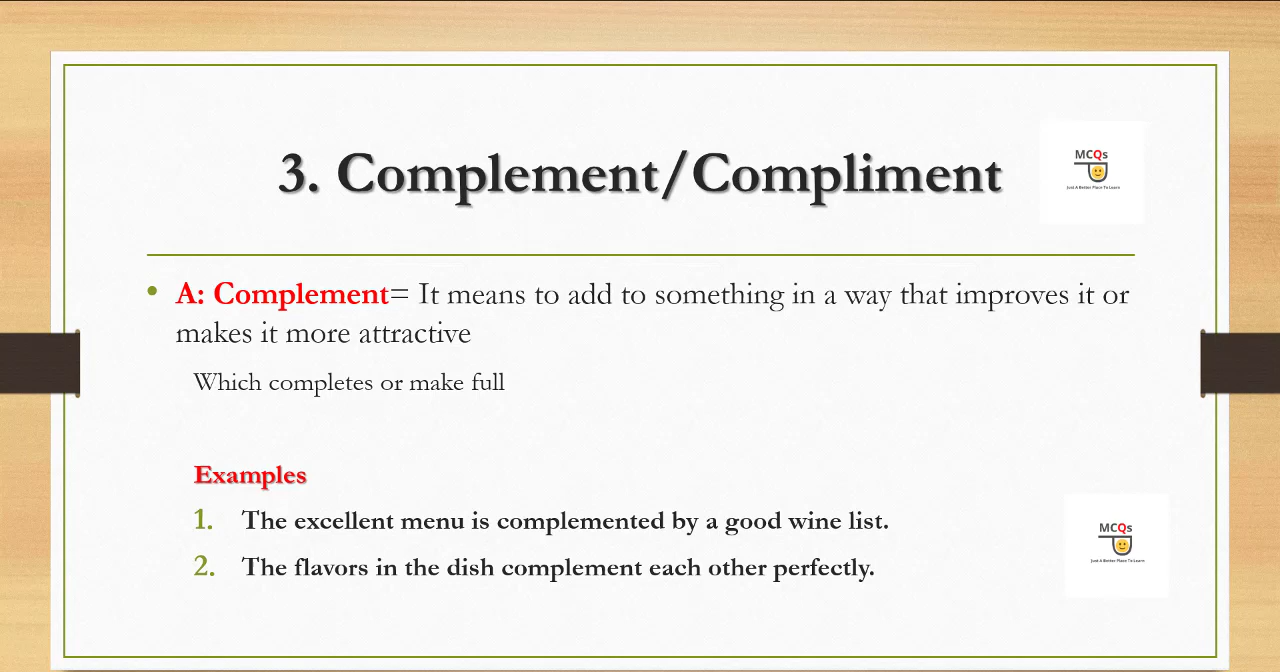 3. Complement/Compliment
MCQs
Just A Better Place To Learn
• A: Complement= It means to add to something in a way that improves it or
makes it more attractive
Which completes or make full
Examples
1. The excellent menu is complemented by a good wine list.
2. The flavors in the dish complement each other perfectly.
MCQs
Just A Better Place To Learn